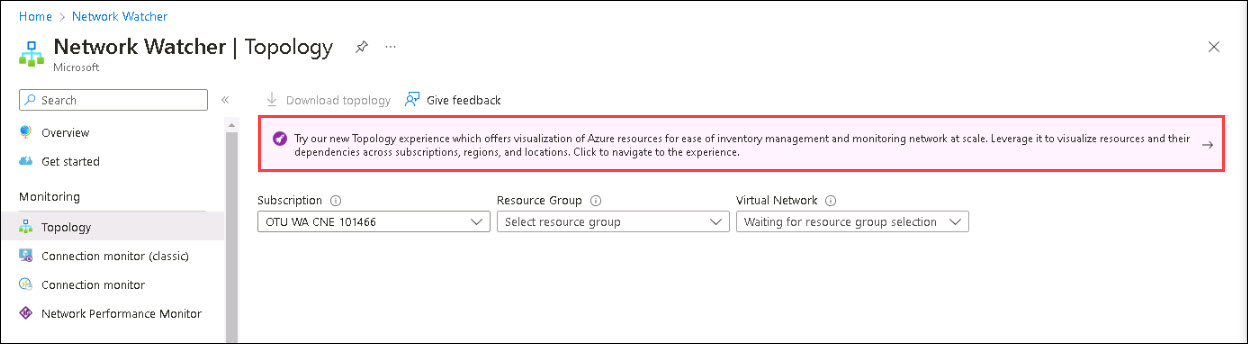 Home > Network Watcher
Network Watcher | Topology
Microsoft
Search
Overview
Get started
Monitoring
Topology
Connection monitor (classic)
Connection monitor
Network Performance Monitor
Download topology Give feedback
Try our new Topology experience which offers visualization of Azure resources for ease of inventory management and monitoring network at scale. Leverage it to visualize resources and their
dependencies across subscriptions, regions, and locations. Click to navigate to the experience.
Subscription Resource Group Virtual Network
OTU WA CNE 101466 Select resource group Waiting for resource group selection